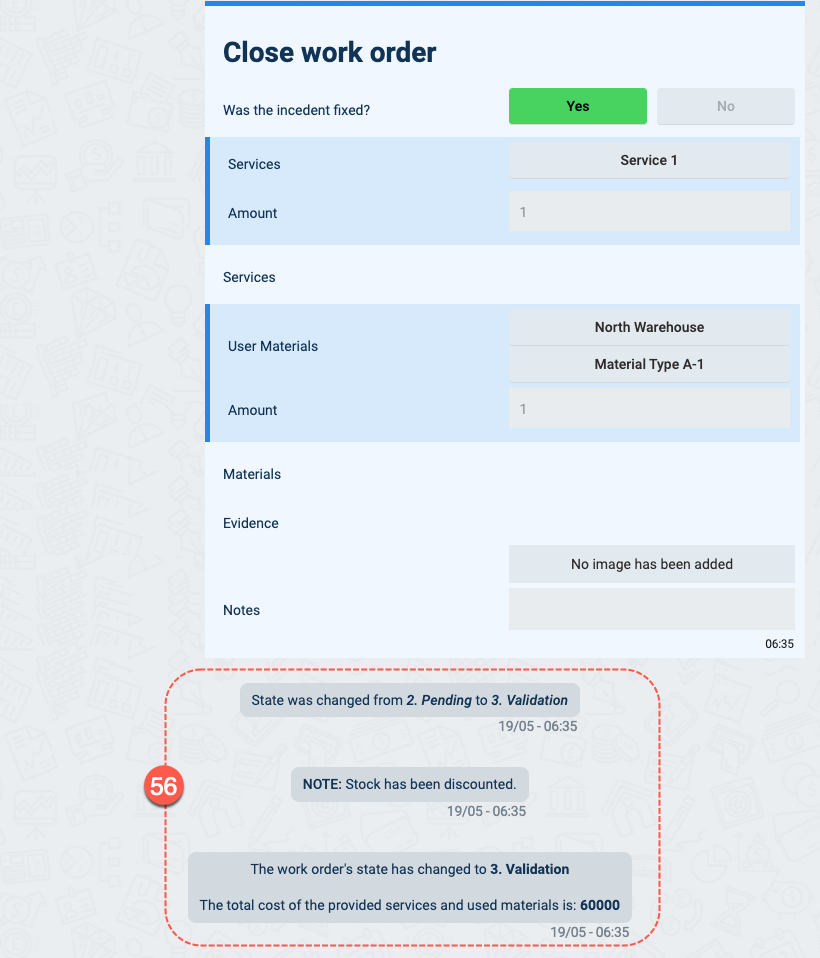 Close work order
Was the incedent fixed?
Yes
No
Services
Service 1
Amount
1
Services
User Materials
North Warehouse
Material Type A-1
Amount
1
Materials
Evidence
No image has been added
Notes
06:35
State was changed from 2. Pending to 3. Validation
19/05 - 06:35
56
NOTE: Stock has been discounted.
19/05 - 06:35
The work order's state has changed to 3. Validation
The total cost of the provided services and used materials is: 60000
19/05 - 06:35